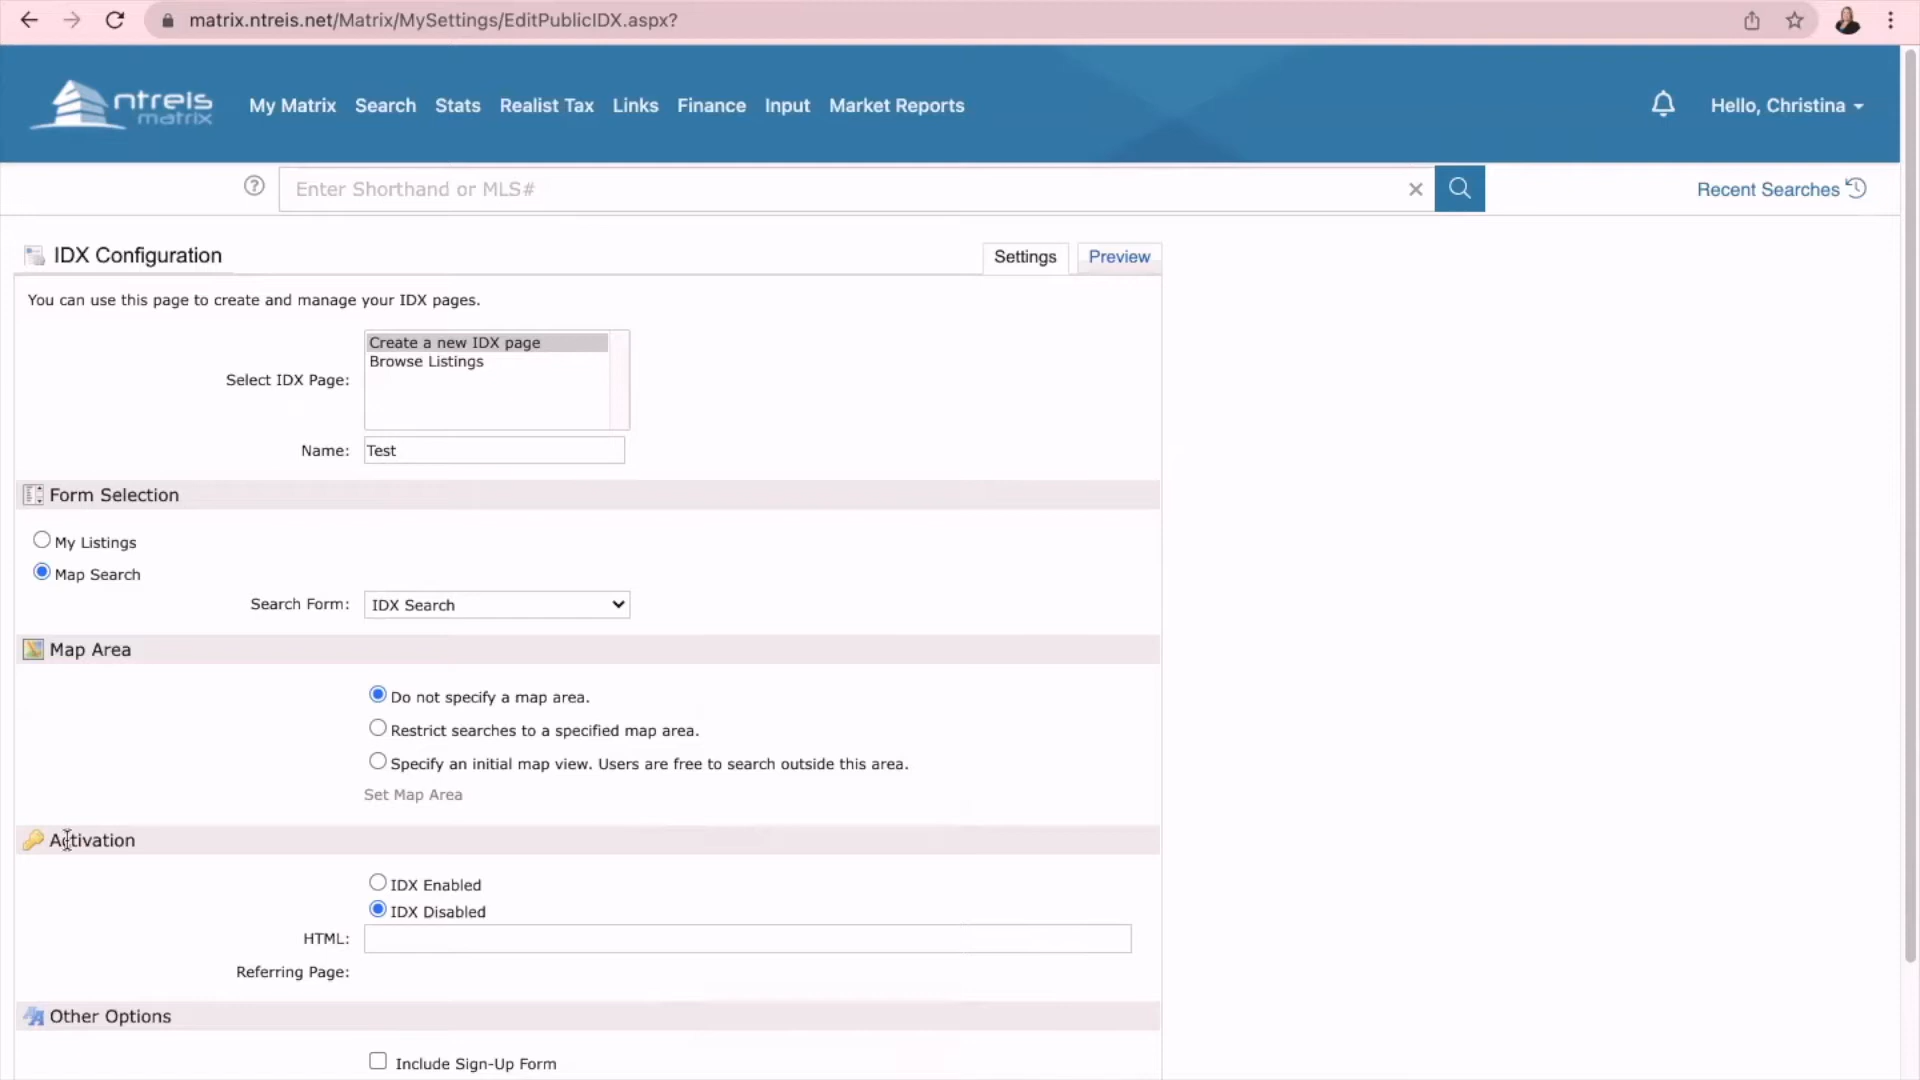 matrix.ntreis.net/Matrix/MySettings/EditPublicIDX.aspx?
ntreis matrix
My Matrix Search Stats Realist Tax Links Finance Input Market Reports
Hello, Christina
Enter Shorthand or MLS#
Recent Searches
IDX Configuration
Settings
Preview
You can use this page to create and manage your IDX pages.
Select IDX Page:
Create a new IDX page
Browse Listings
Name: Test
Form Selection
My Listings
Map Search
Search Form: IDX Search
Map Area
Do not specify a map area.
Restrict searches to a specified map area.
Specify an initial map view. Users are free to search outside this area.
Set Map Area
Activation
IDX Enabled
IDX Disabled
HTML:
Referring Page:
Other Options
Include Sign-Up Form